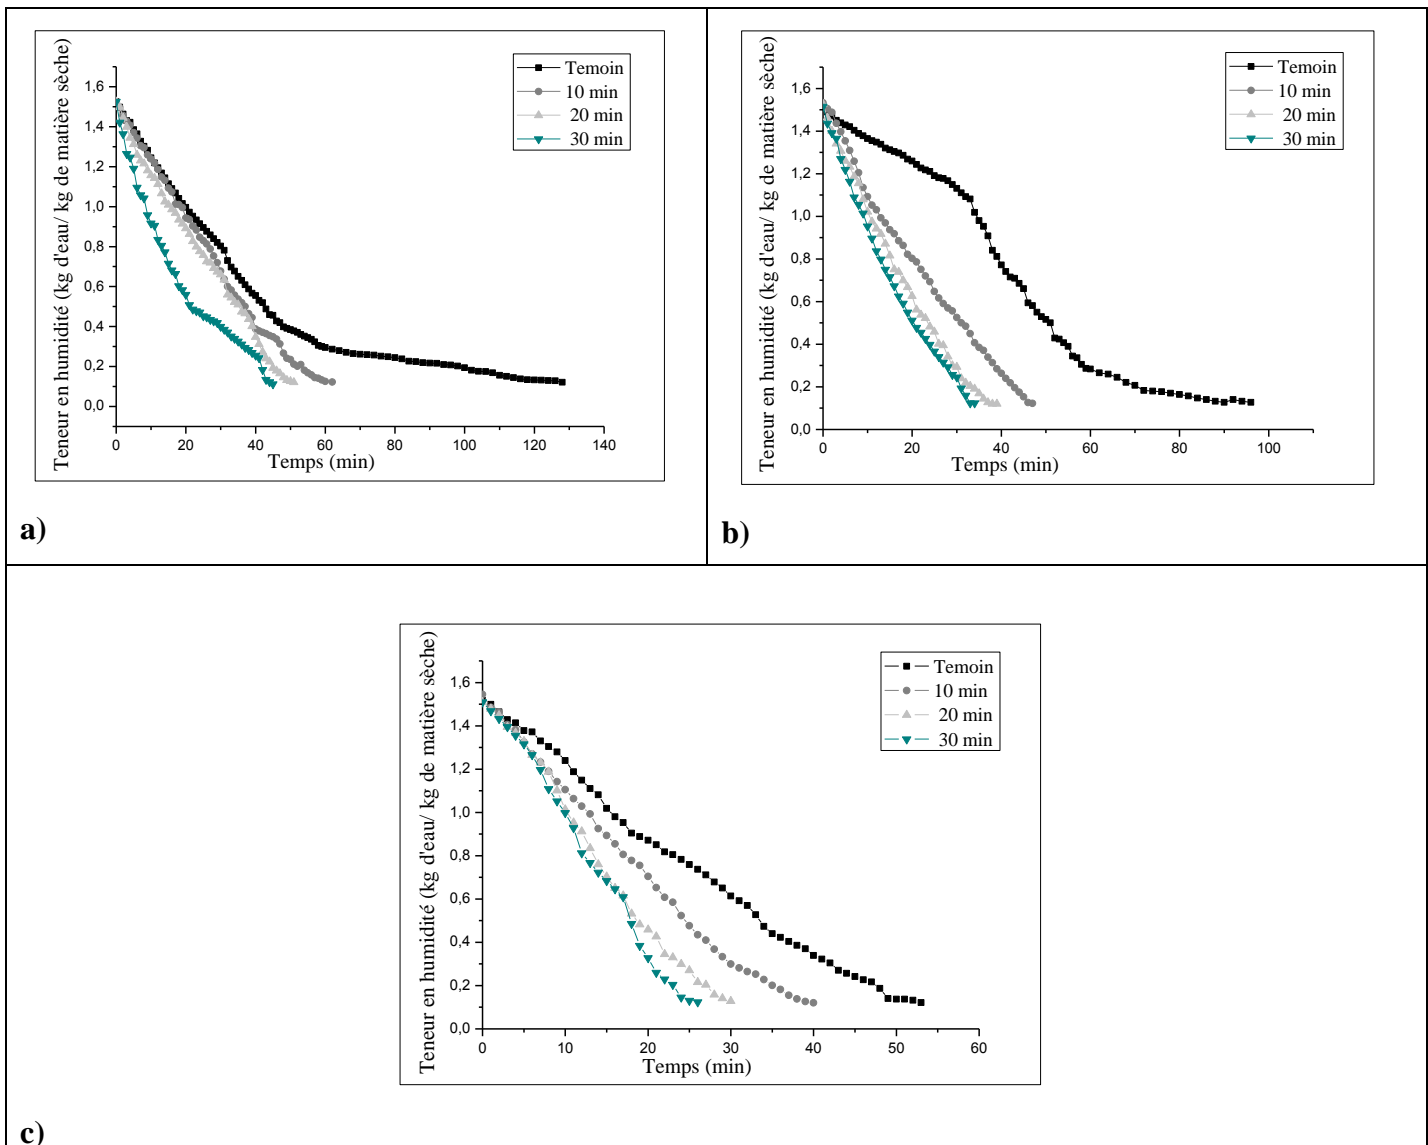 Teneur en humidité (kg d'eau/ kg de matière sèche)
1,6
1,4
1,2
1,0
0,8
0,6
0,4
0,2
0,0
0 20 40 60 80 100 120 140
Temps (min)
Temoin
10 min
20 min
30 min
a)
Teneur en humidité (kg d'eau/ kg de matière sèche)
1,6
1,4
1,2
1,0
0,8
0,6
0,4
0,2
0,0
0 20 40 60 80 100
Temps (min)
Temoin
10 min
20 min
30 min
b)
Teneur en humidité (kg d'eau/ kg de matière sèche)
1,6
1,4
1,2
1,0
0,8
0,6
0,4
0,2
0,0
0 10 20 30 40 50 60
Temps (min)
Temoin
10 min
20 min
30 min
c)